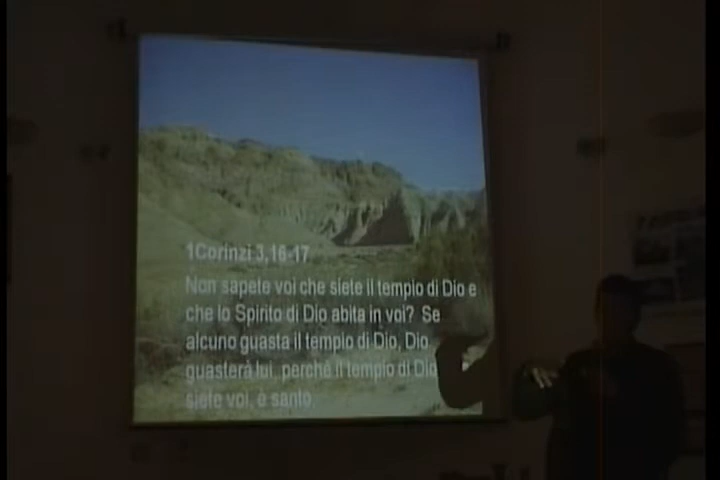 1Corinzi 3,16-17
Non sapete voi che siete il tempio di Dio e
che lo Spirito di Dio abita in voi? Se
alcuno guasta il tempio di Dio, Dio
guasterà lui, perché il tempio di Dio
siete voi, è santo.